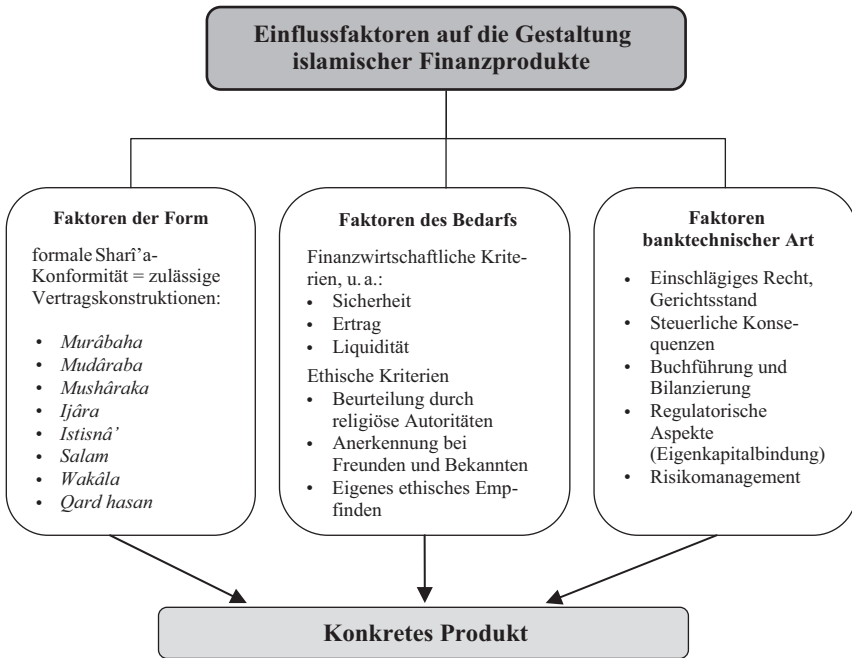 Einflussfaktoren auf die Gestaltung
islamischer Finanzprodukte
Faktoren der Form
formale Sharî’a-
Konformität = zulässige
Vertragskonstruktionen:
• Murâbaha
• Mudâraba
• Mushâraka
• Ijâra
• Istisnâ’
• Salam
• Wakâla
• Qard hasan
Faktoren des Bedarfs
Finanzwirtschaftliche Krite-
rien, u. a.:
• Sicherheit
• Ertrag
• Liquidität
Ethische Kriterien
• Beurteilung durch
religiöse Autoritäten
• Anerkennung bei
Freunden und Bekannten
• Eigenes ethisches Emp-
finden
Faktoren
banktechnischer Art
• Einschlägiges Recht,
Gerichtsstand
• Steuerliche Konse-
quenzen
• Buchführung und
Bilanzierung
• Regulatorische
Aspekte
(Eigenkapitalbindung)
• Risikomanagement
Konkretes Produkt